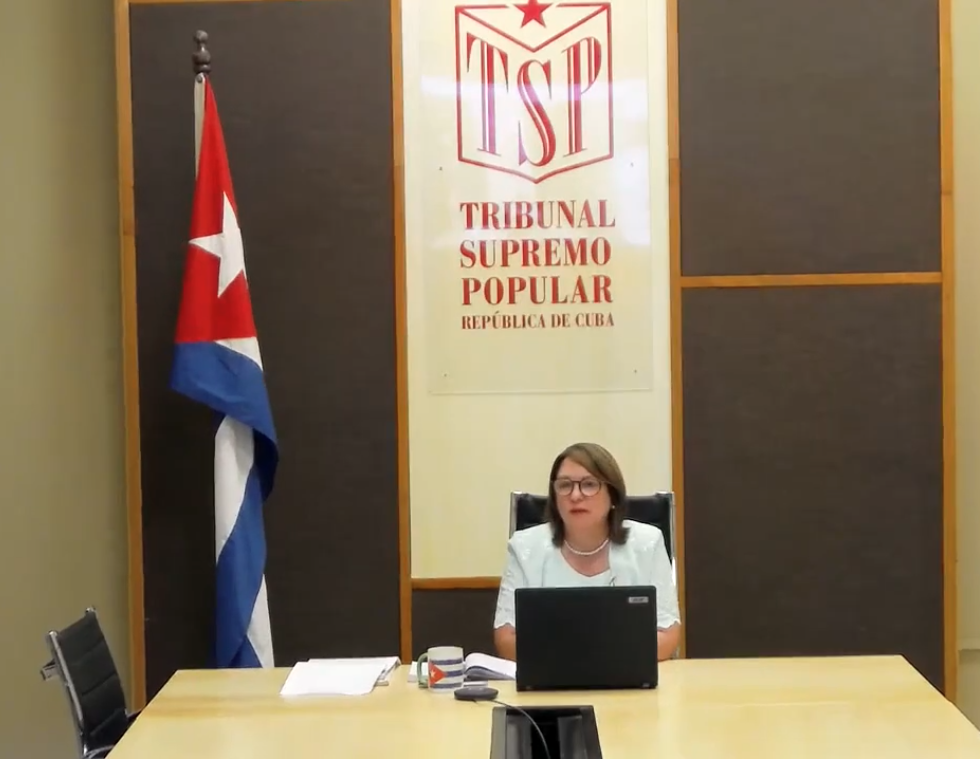 TSP
TRIBUNAL
SUPREMO
POPULAR
REPÚBLICA DE CUBA